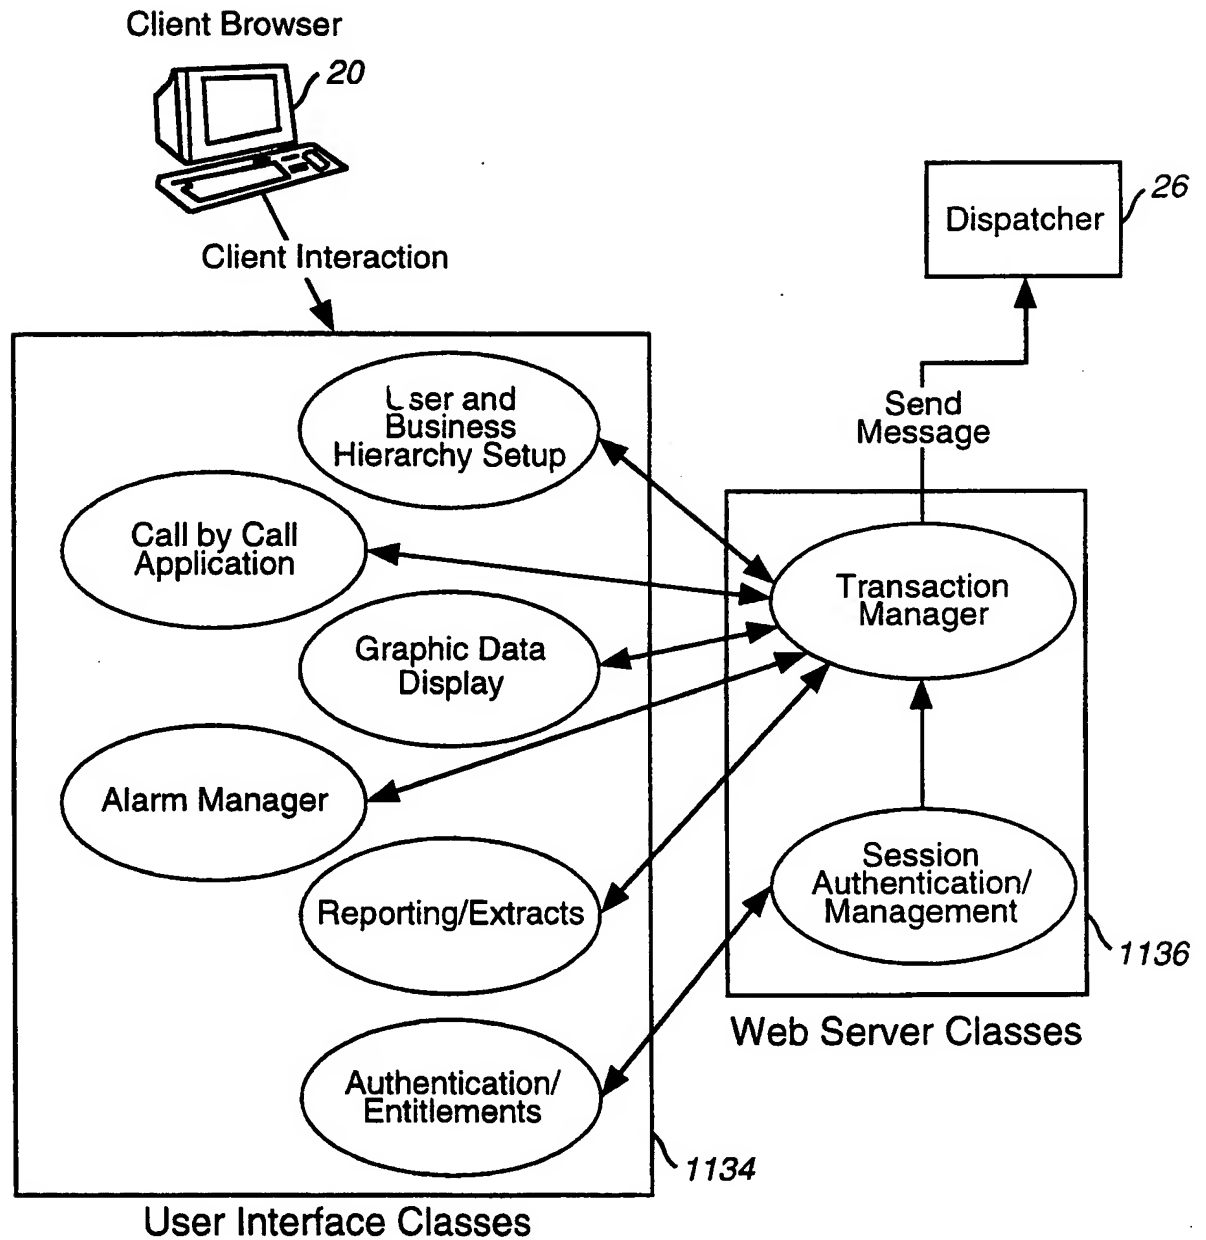 Client Browser
20
Client Interaction
Dispatcher
26
Send
Message
User and
Business
Hierarchy Setup
Call by Call
Application
Graphic Data
Display
Alarm Manager
Reporting/Extracts
Authentication/
Entitlements
1134
User Interface Classes
Transaction
Manager
Session
Authentication/
Management
1136
Web Server Classes